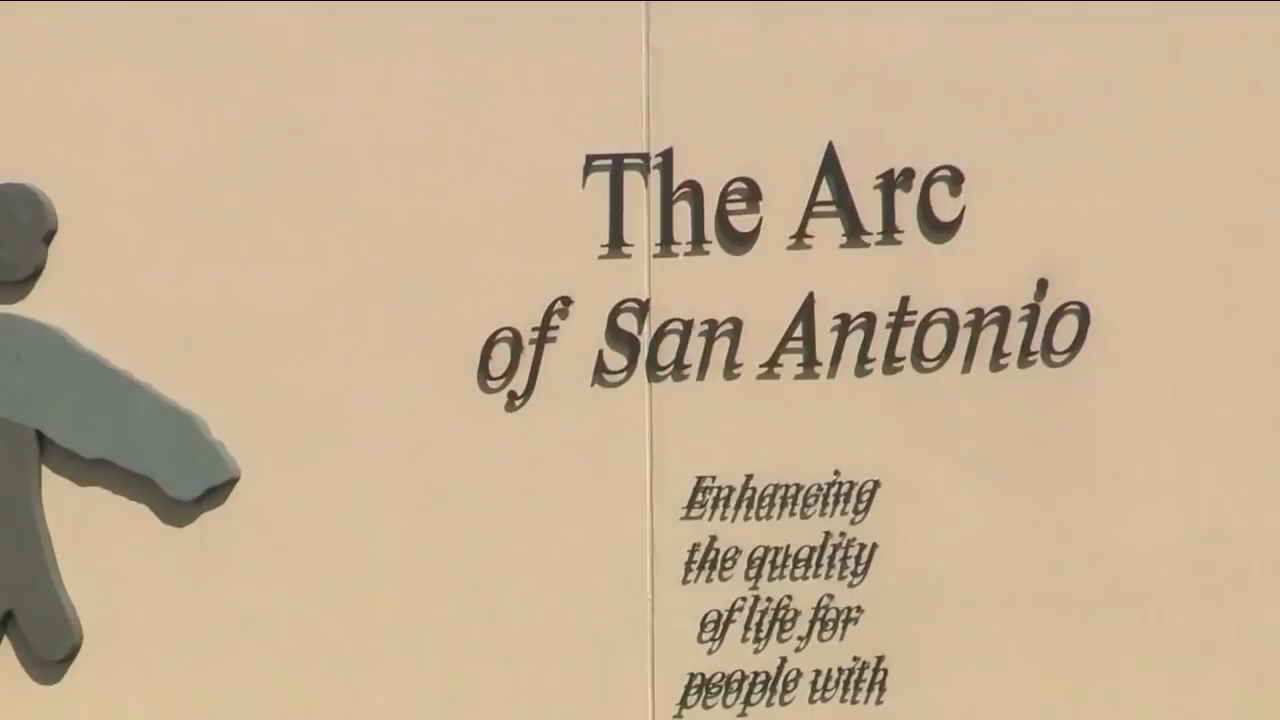 The Arc
of San Antonio
Enhancing
the quality
of life for
people with